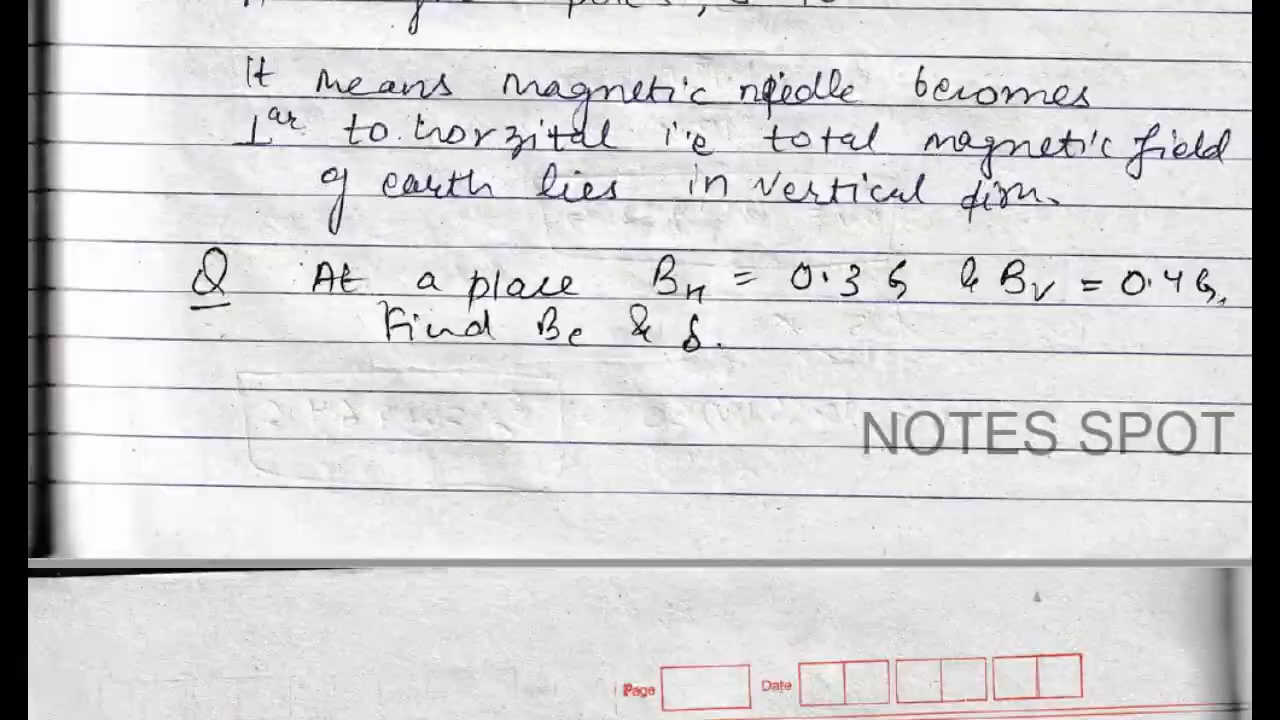 It means magnetic needle becomes
⊥ar to horzital i.e total magnetic field
of earth lies in vertical dirn.
Q At a place BH = 0.3 G & BV = 0.4 G.
Find Be & δ.
NOTES SPOT
Page Date